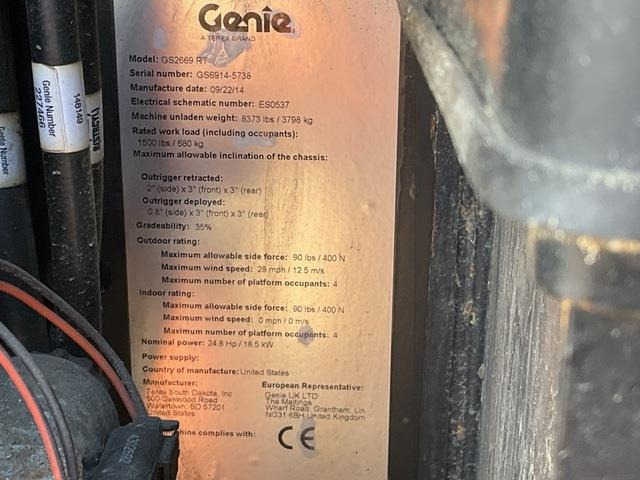 Genie
A TEREX BRAND
Model: GS2669 RT
Serial number: GS6914-5738
Manufacture date: 09/22/14
Electrical schematic number: ES0537
Machine unladen weight: 8373 lbs / 3798 kg
Rated work load (including occupants):
1500 lbs / 680 kg
Maximum allowable inclination of the chassis:
Outrigger retracted:
2° (side) x 3° (front) x 3° (rear)
Outrigger deployed:
0.8° (side) x 3° (front) x 3° (rear)
Gradeability: 35%
Outdoor rating:
Maximum allowable side force: 90 lbs / 400 N
Maximum wind speed: 28 mph / 12.5 m/s
Maximum number of platform occupants: 4
Indoor rating:
Maximum allowable side force: 90 lbs / 400 N
Maximum wind speed: 0 mph / 0 m/s
Maximum number of platform occupants: 4
Nominal power: 24.8 Hp / 18.5 kW
Power supply:
Country of manufacture: United States
Manufacturer:
Terex South Dakota, Inc
500 Oakwood Road
Watertown, SD 57201
United States
European Representative:
Genie UK LTD
The Maltings
Wharf Road, Grantham, Lin
NG31 6BH United Kingdom
machine complies with:
CE
Genie Number
227466
148149
Genie Number